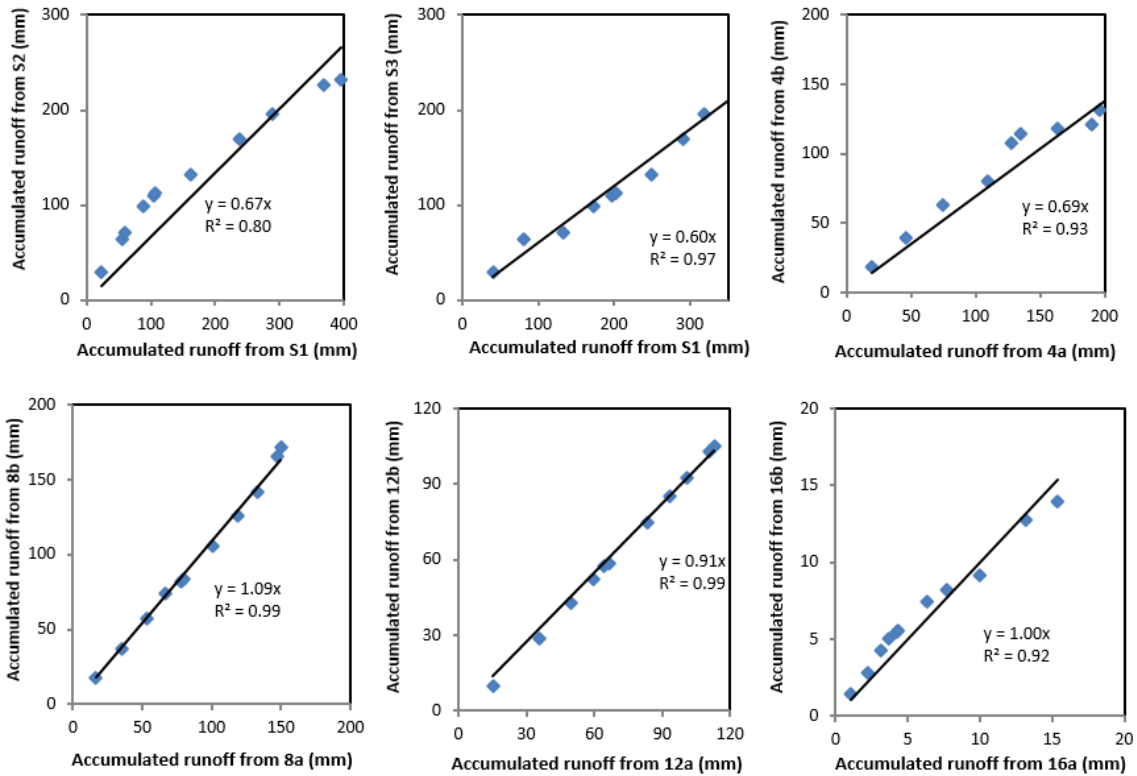 Accumulated runoff from S2 (mm)
300
200
100
0
y = 0.67x
R² = 0.80
0 100 200 300 400
Accumulated runoff from S1 (mm)
Accumulated runoff from S3 (mm)
300
200
100
0
y = 0.60x
R² = 0.97
0 100 200 300
Accumulated runoff from S1 (mm)
Accumulated runoff from 4b (mm)
200
150
100
50
0
y = 0.69x
R² = 0.93
0 50 100 150 200
Accumulated runoff from 4a (mm)
Accumulated runoff from 8b (mm)
200
150
100
50
0
y = 1.09x
R² = 0.99
0 50 100 150 200
Accumulated runoff from 8a (mm)
Accumulated runoff from 12b (mm)
120
90
60
30
0
y = 0.91x
R² = 0.99
0 30 60 90 120
Accumulated runoff from 12a (mm)
Accumulated runoff from 16b (mm)
20
15
10
5
0
y = 1.00x
R² = 0.92
0 5 10 15 20
Accumulated runoff from 16a (mm)